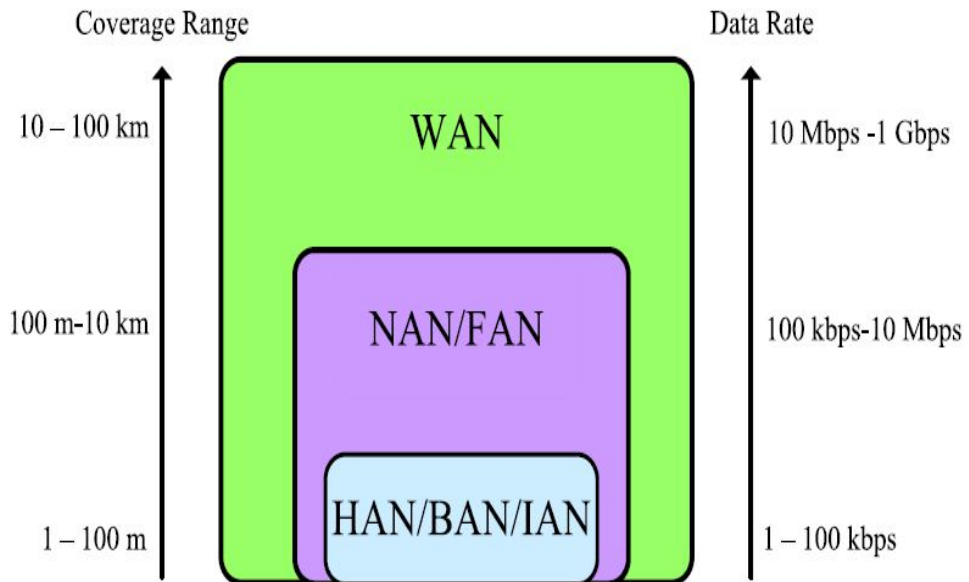 Coverage Range
Data Rate
10 – 100 km
WAN
10 Mbps -1 Gbps
100 m-10 km
NAN/FAN
100 kbps-10 Mbps
HAN/BAN/IAN
1 – 100 m
1 – 100 kbps